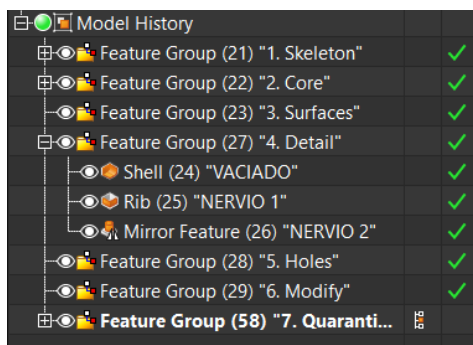 Model History
Feature Group (21) "1. Skeleton"
Feature Group (22) "2. Core"
Feature Group (23) "3. Surfaces"
Feature Group (27) "4. Detail"
Shell (24) "VACIADO"
Rib (25) "NERVIO 1"
Mirror Feature (26) "NERVIO 2"
Feature Group (28) "5. Holes"
Feature Group (29) "6. Modify"
Feature Group (58) "7. Quaranti...